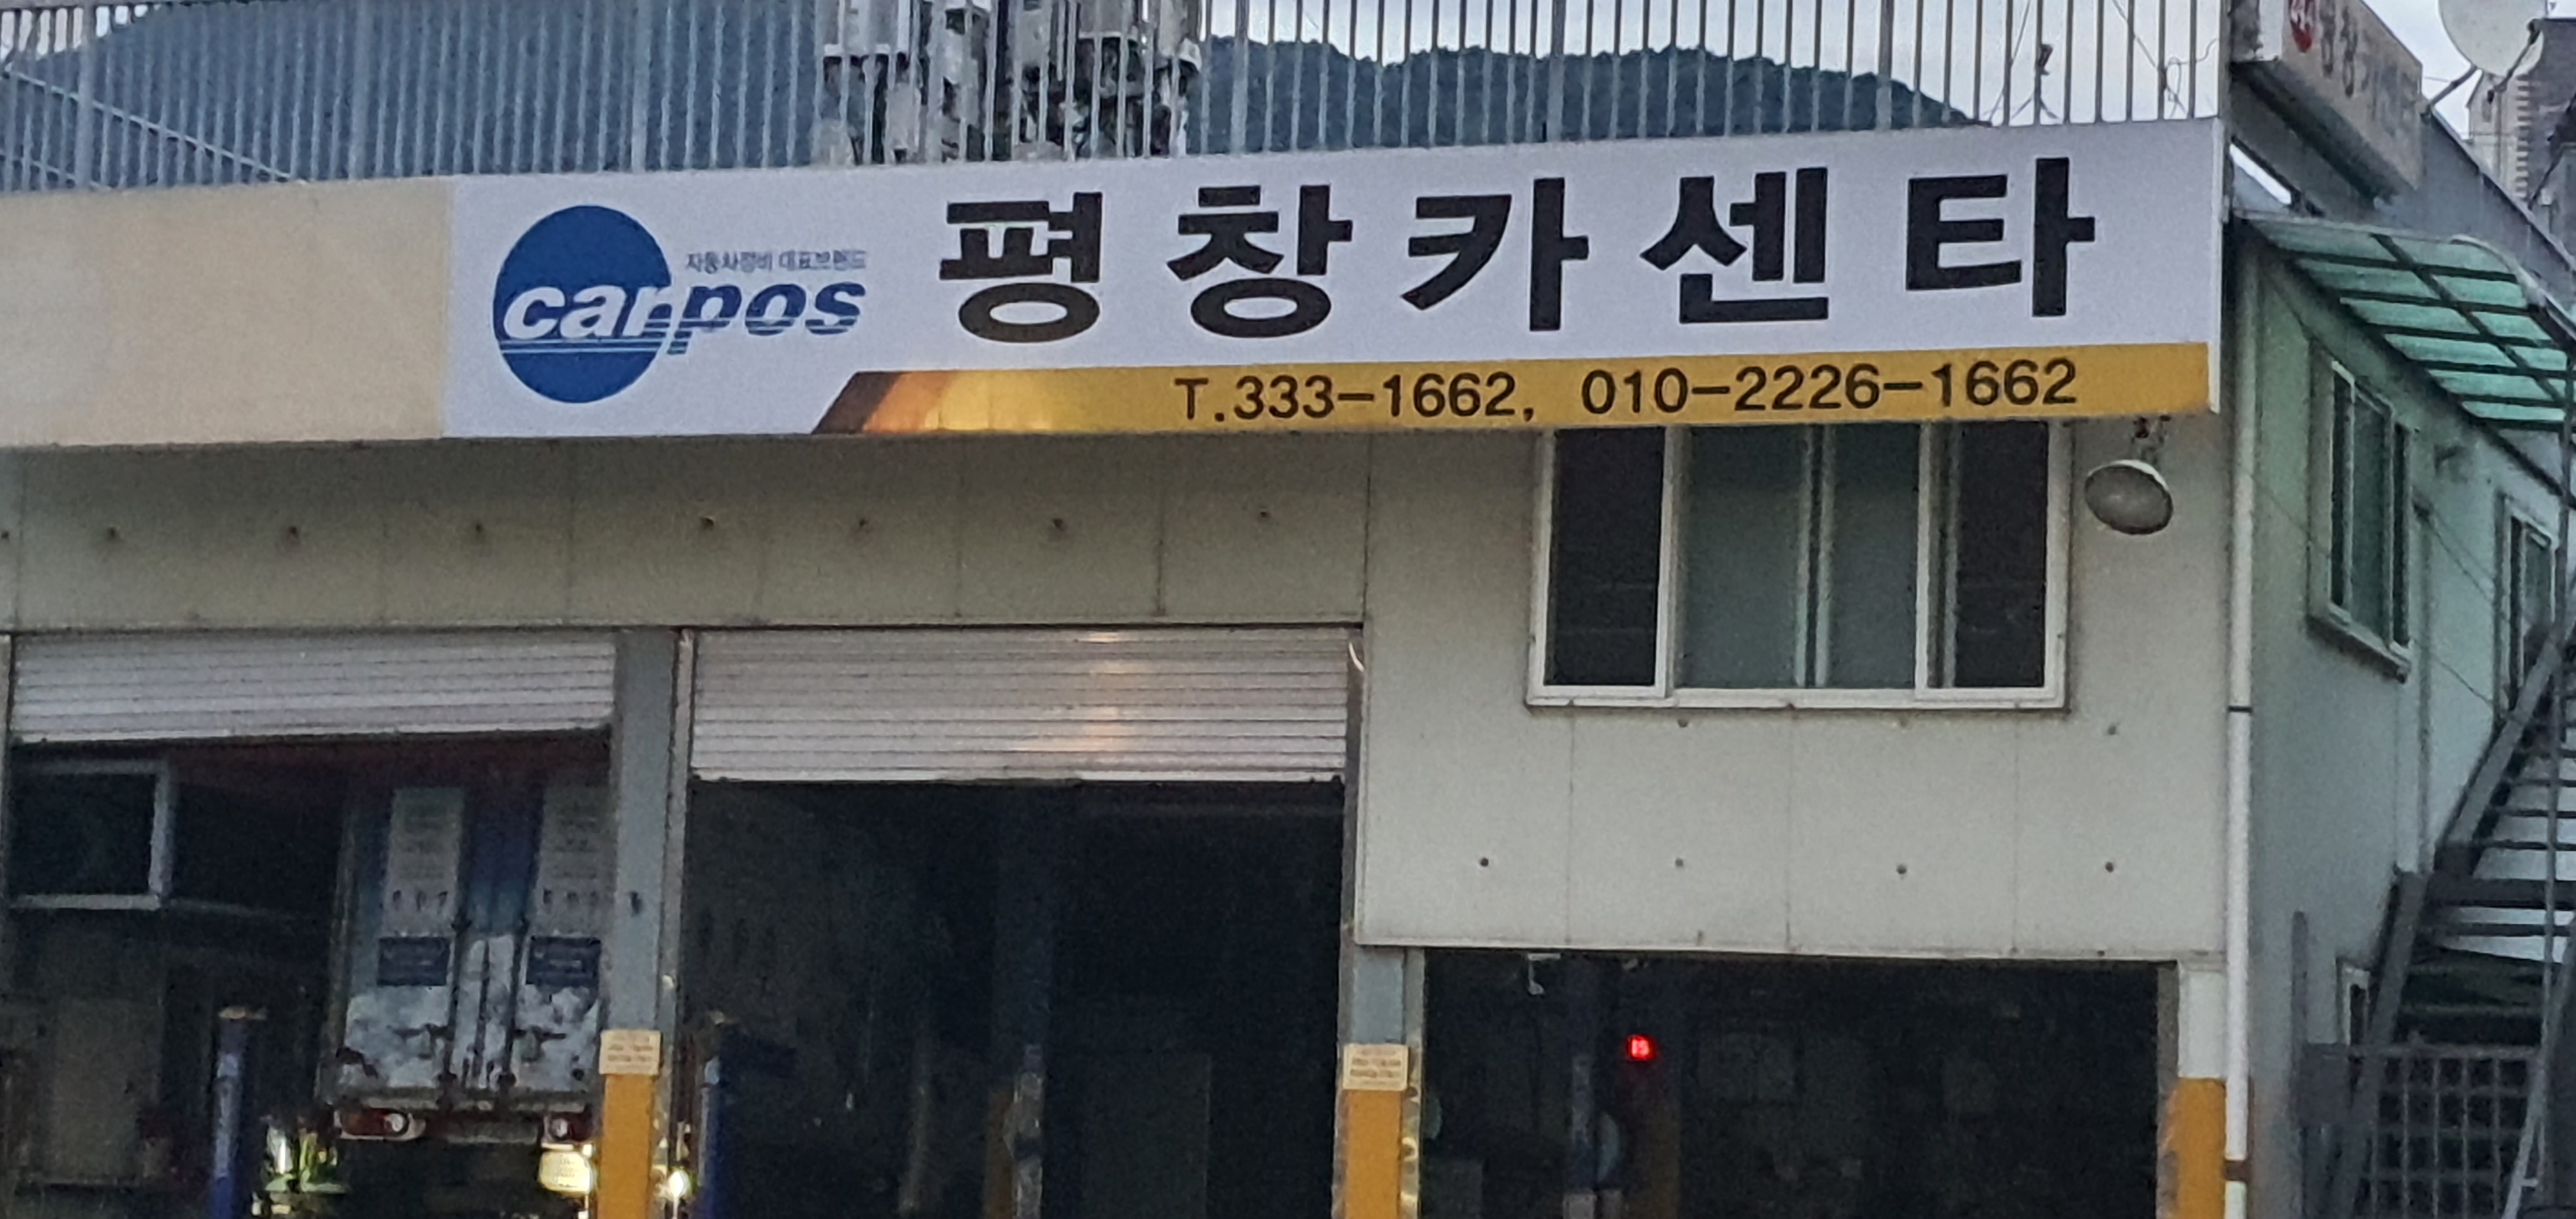 자동차정비 대표브랜드
carpos
평창카센타
T.333-1662, 010-2226-1662
15